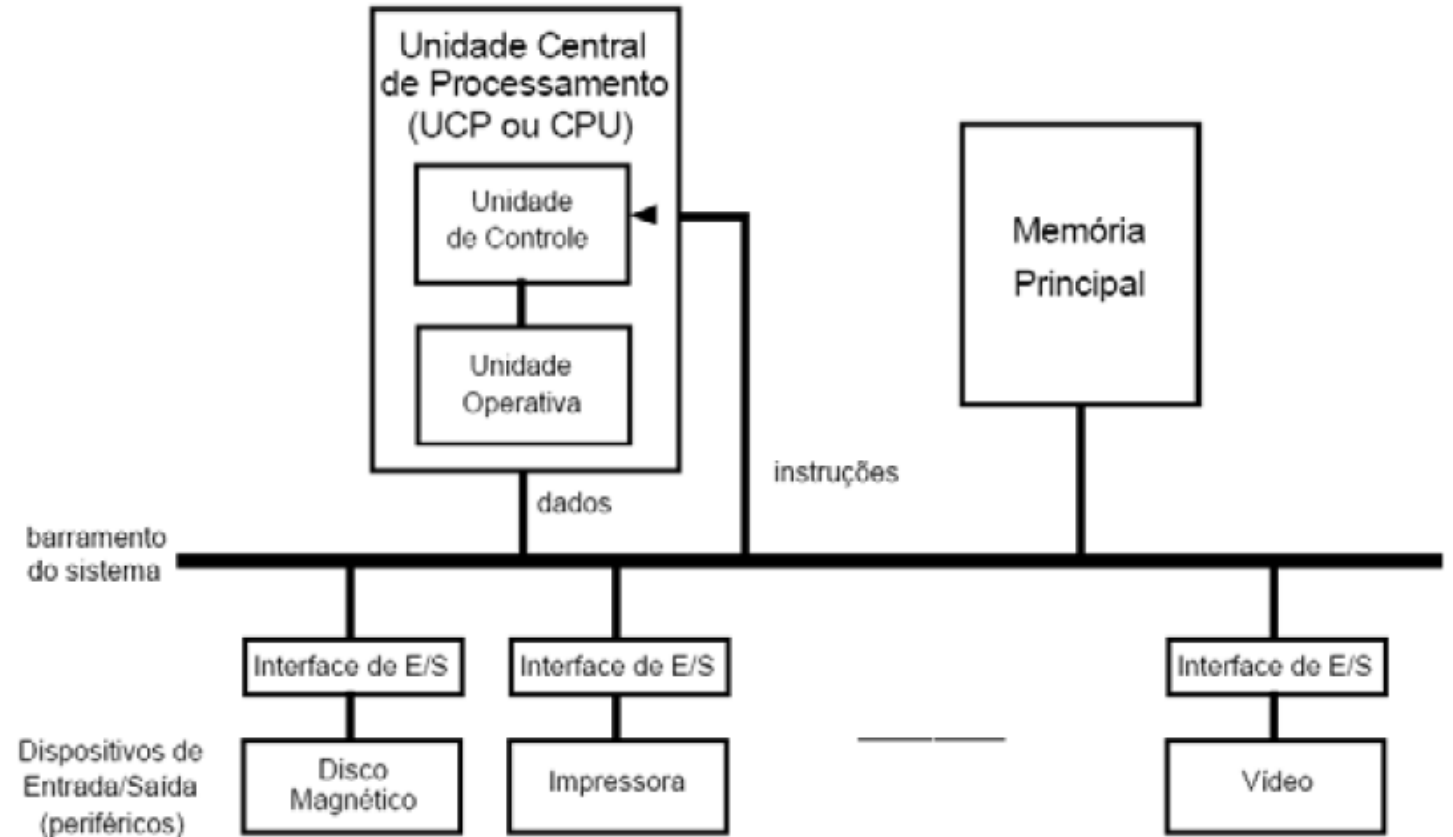 Unidade Central
de Processamento
(UCP ou CPU)
Unidade
de Controle
Unidade
Operativa
Memória
Principal
instruções
dados
barramento
do sistema
Interface de E/S
Interface de E/S
Interface de E/S
Dispositivos de
Entrada/Saída
(periféricos)
Disco
Magnético
Impressora
Vídeo